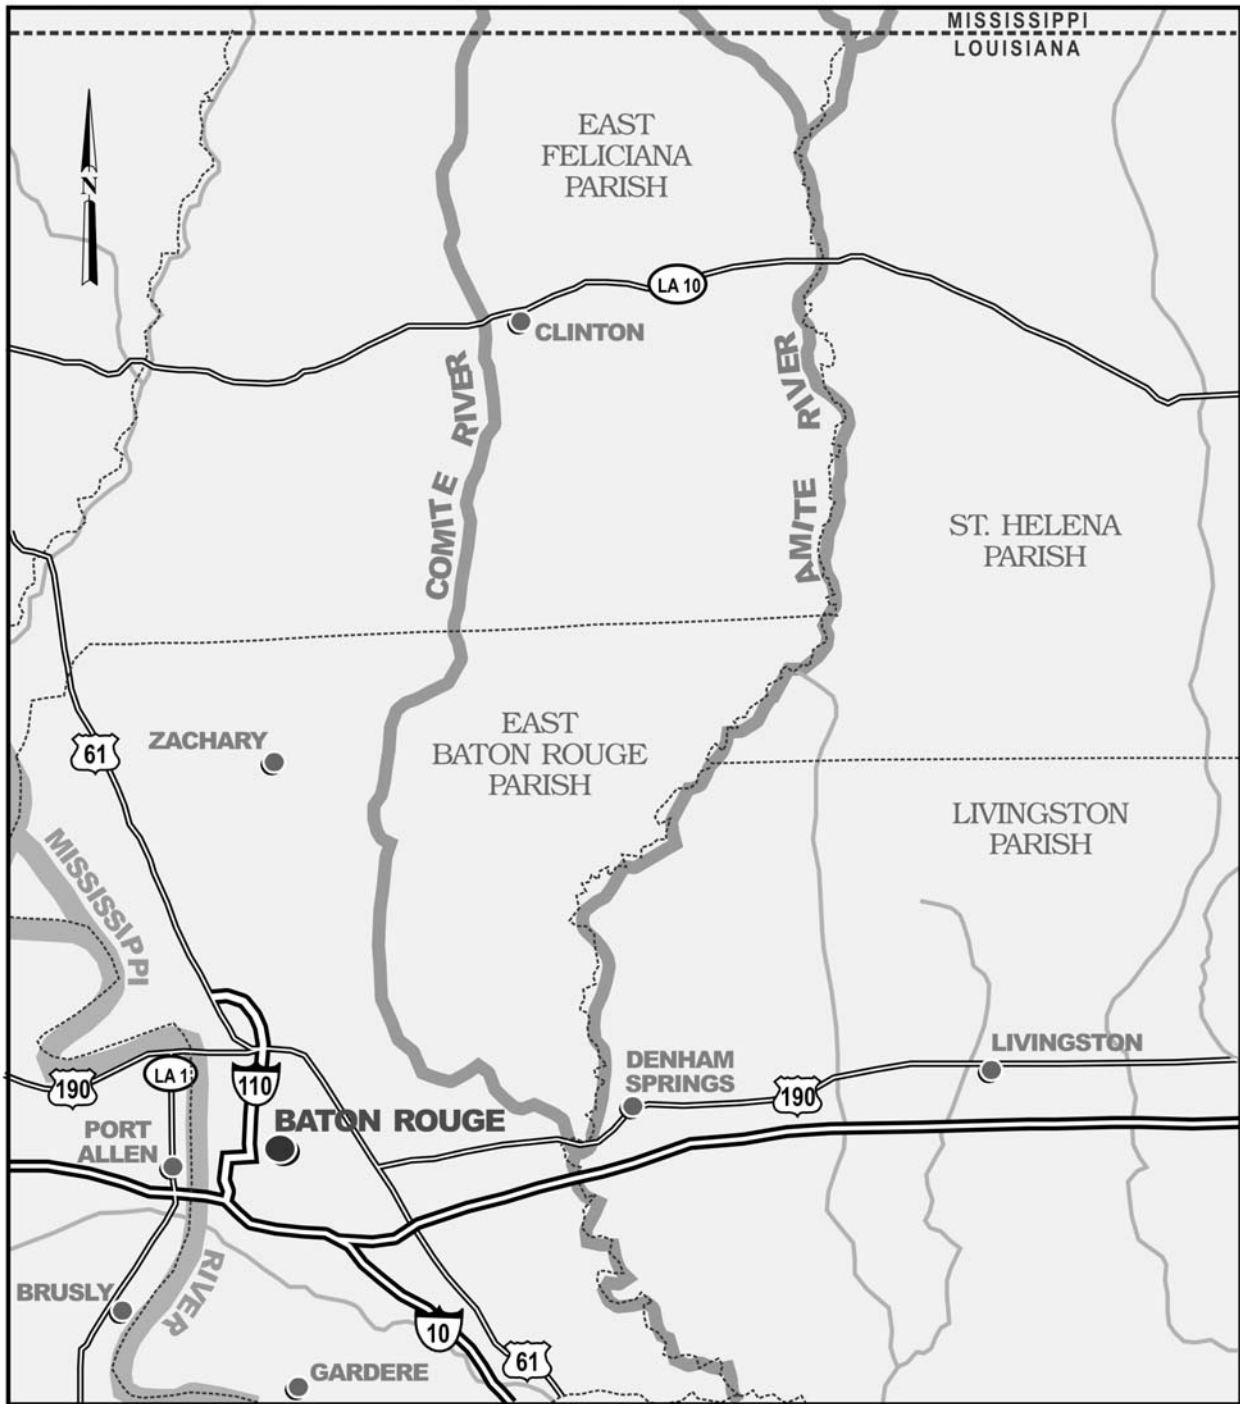 MISSISSIPPI
LOUISIANA
EAST
FELICIANA
PARISH
N
LA 10
CLINTON
COMITE RIVER
AMITE RIVER
ST. HELENA
PARISH
61
ZACHARY
EAST
BATON ROUGE
PARISH
LIVINGSTON
PARISH
MISSISSIPPI
RIVER
190
LA 1
110
DENHAM
SPRINGS
190
LIVINGSTON
PORT
ALLEN
BATON ROUGE
BRUSLY
10
61
GARDERE